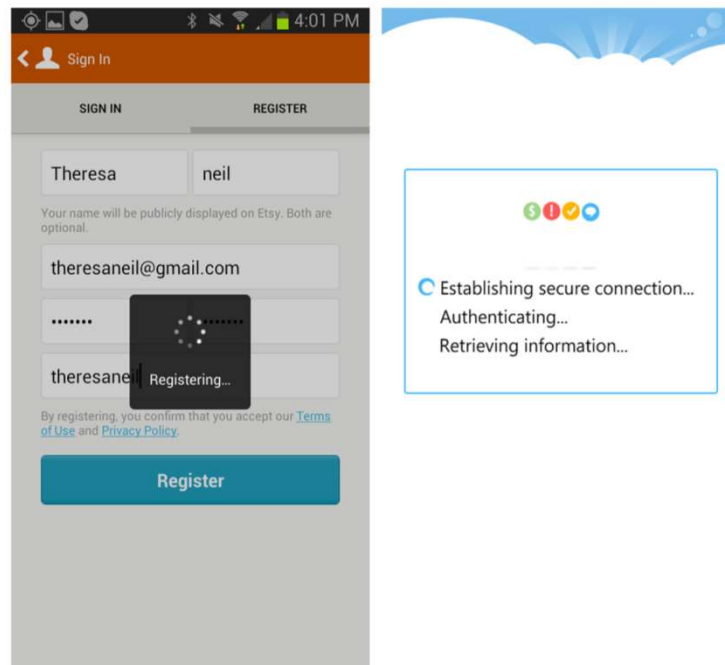 4:01 PM
Sign In
SIGN IN
REGISTER
Theresa
neil
Your name will be publicly displayed on Etsy. Both are
optional.
theresaneil@gmail.com
theresaneil
Registering...
By registering, you confirm that you accept our Terms
of Use and Privacy Policy.
Register
$
!
Establishing secure connection...
Authenticating...
Retrieving information...